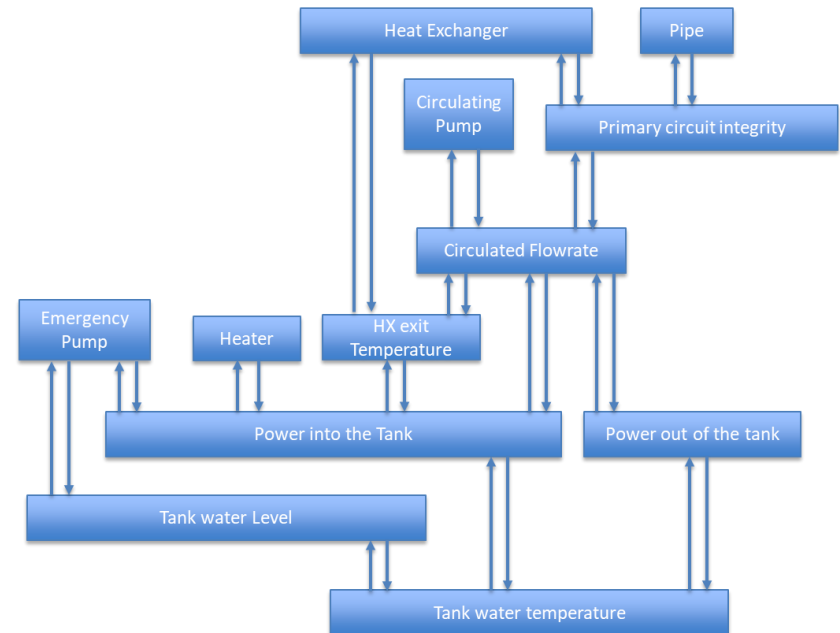 Heat Exchanger
Pipe
Circulating
Pump
Primary circuit integrity
Circulated Flowrate
Emergency
Pump
Heater
HX exit
Temperature
Power into the Tank
Power out of the tank
Tank water Level
Tank water temperature